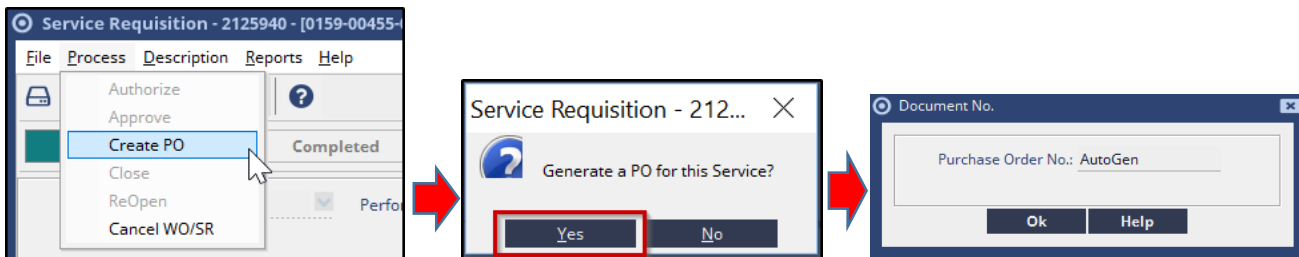 Service Requisition - 2125940 - [0159-00455-
File Process Description Reports Help
Authorize
Approve
Create PO
Completed
Close
ReOpen
Perfor
Cancel WO/SR
Service Requisition - 212...
Generate a PO for this Service?
Yes No
Document No.
Purchase Order No.: AutoGen
Ok Help